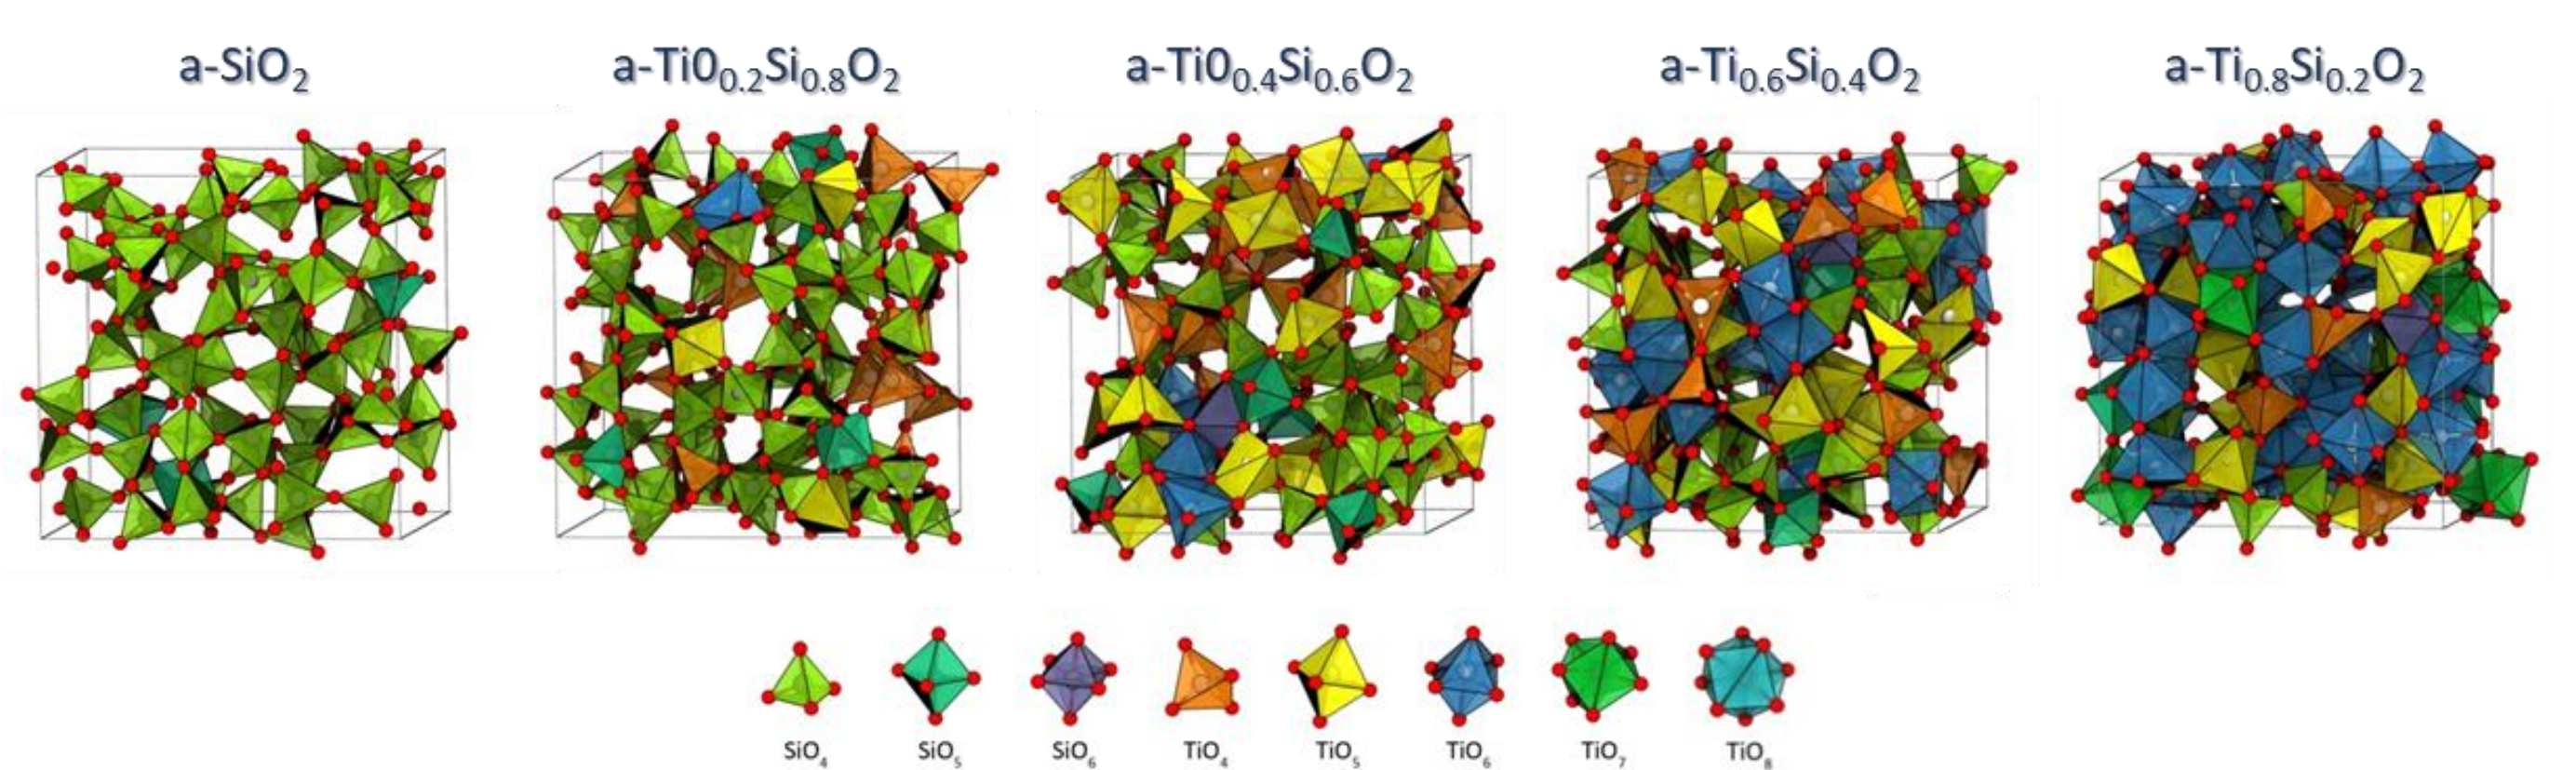 a-SiO₂ a-Ti0₀.₂Si₀.₈O₂ a-Ti0₀.₄Si₀.₆O₂ a-Ti₀.₆Si₀.₄O₂ a-Ti₀.₈Si₀.₂O₂
SiO₄ SiO₅ SiO₆ TiO₄ TiO₅ TiO₆ TiO₇ TiO₈